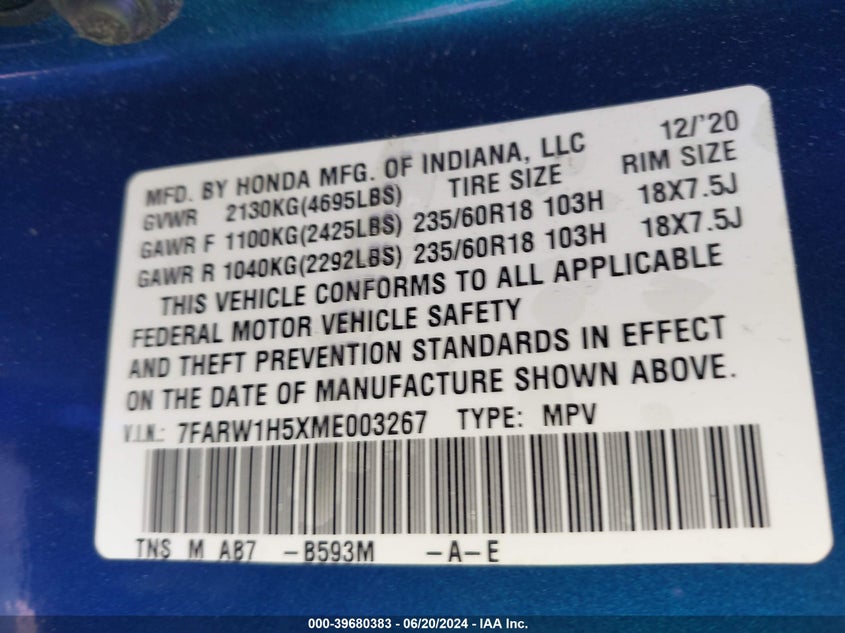 MFD. BY HONDA MFG. OF INDIANA, LLC 12/'20
GVWR 2130KG(4695LBS) TIRE SIZE RIM SIZE
GAWR F 1100KG(2425LBS) 235/60R18 103H 18X7.5J
GAWR R 1040KG(2292LBS) 235/60R18 103H 18X7.5J
THIS VEHICLE CONFORMS TO ALL APPLICABLE
FEDERAL MOTOR VEHICLE SAFETY
AND THEFT PREVENTION STANDARDS IN EFFECT
ON THE DATE OF MANUFACTURE SHOWN ABOVE.
V.I.N.: 7FARW1H5XME003267 TYPE: MPV
TNS M AB7 -B593M -A-E
000-39680383 - 06/20/2024 - IAA Inc.